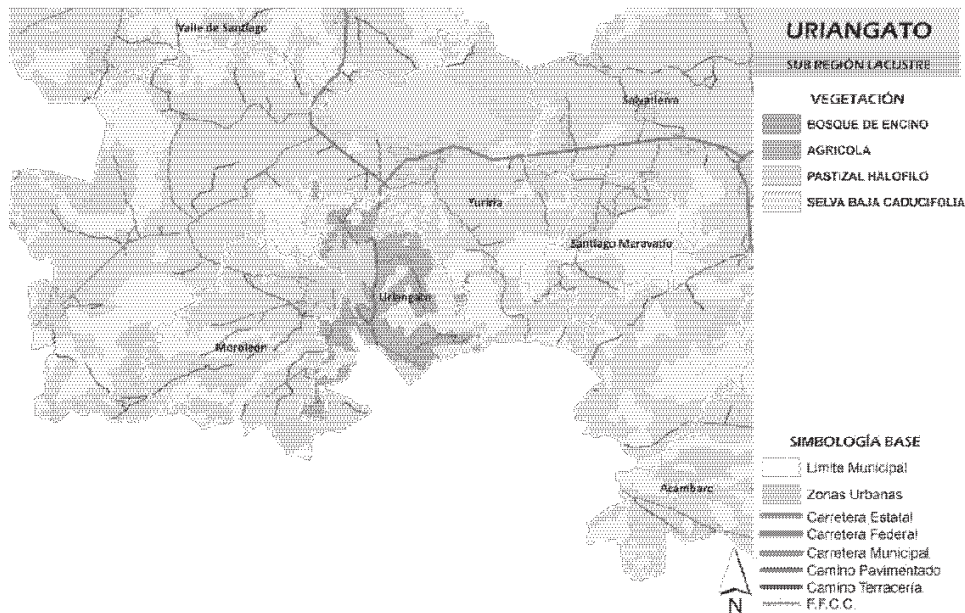 URIANGATO
SUB REGIÓN LACUSTRE
VEGETACIÓN
BOSQUE DE ENCINO
AGRICOLA
PASTIZAL HALOFILO
SELVA BAJA CADUCIFOLIA
Valle de Santiago
Salvatierra
Yuriria
Santiago Maravatío
Uriangato
Moroleón
Acámbaro
SIMBOLOGÍA BASE
Limite Municipal
Zonas Urbanas
Carretera Estatal
Carretera Federal
Carretera Municipal
Camino Pavimentado
Camino Terracería
F.F.C.C.
N